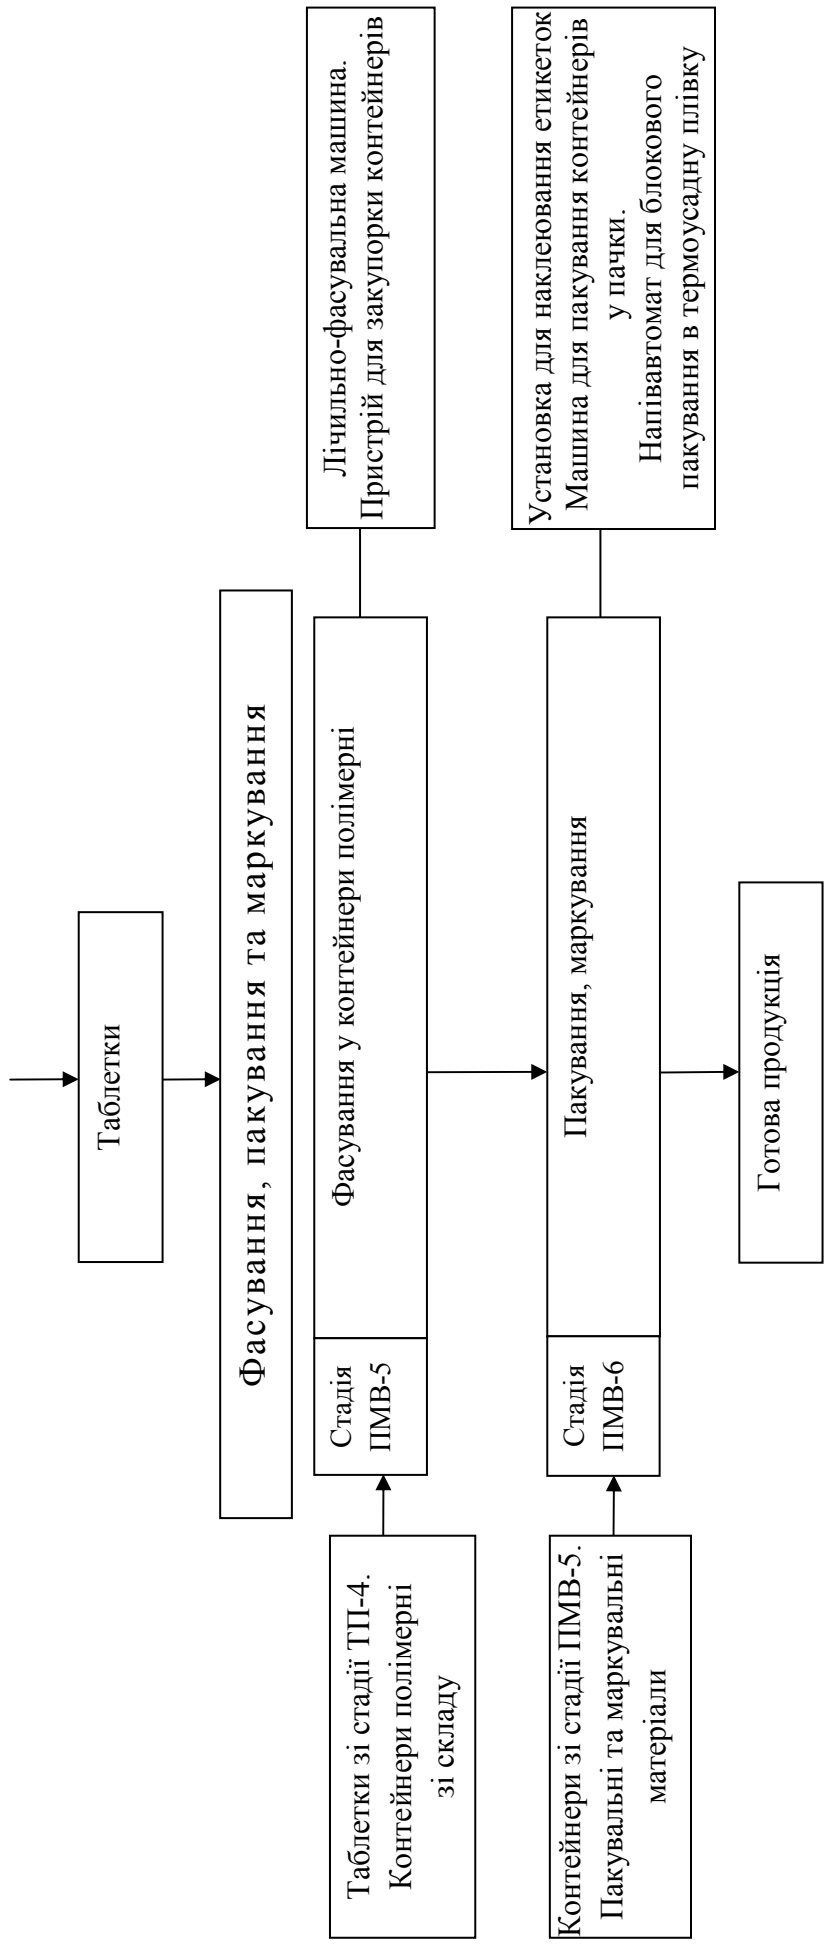 Таблетки
Фасування, пакування та маркування
Таблетки зі стадії ТП-4.
Контейнери полімерні
зі складу
Стадія
ПМВ-5
Фасування у контейнери полімерні
Лічильно-фасувальна машина.
Пристрій для закупорки контейнерів
Контейнери зі стадії ПМВ-5.
Пакувальні та маркувальні
матеріали
Стадія
ПМВ-6
Пакування, маркування
Установка для наклеювання етикеток
Машина для пакування контейнерів
у пачки.
Напівавтомат для блокового
пакування в термоусадну плівку
Готова продукція